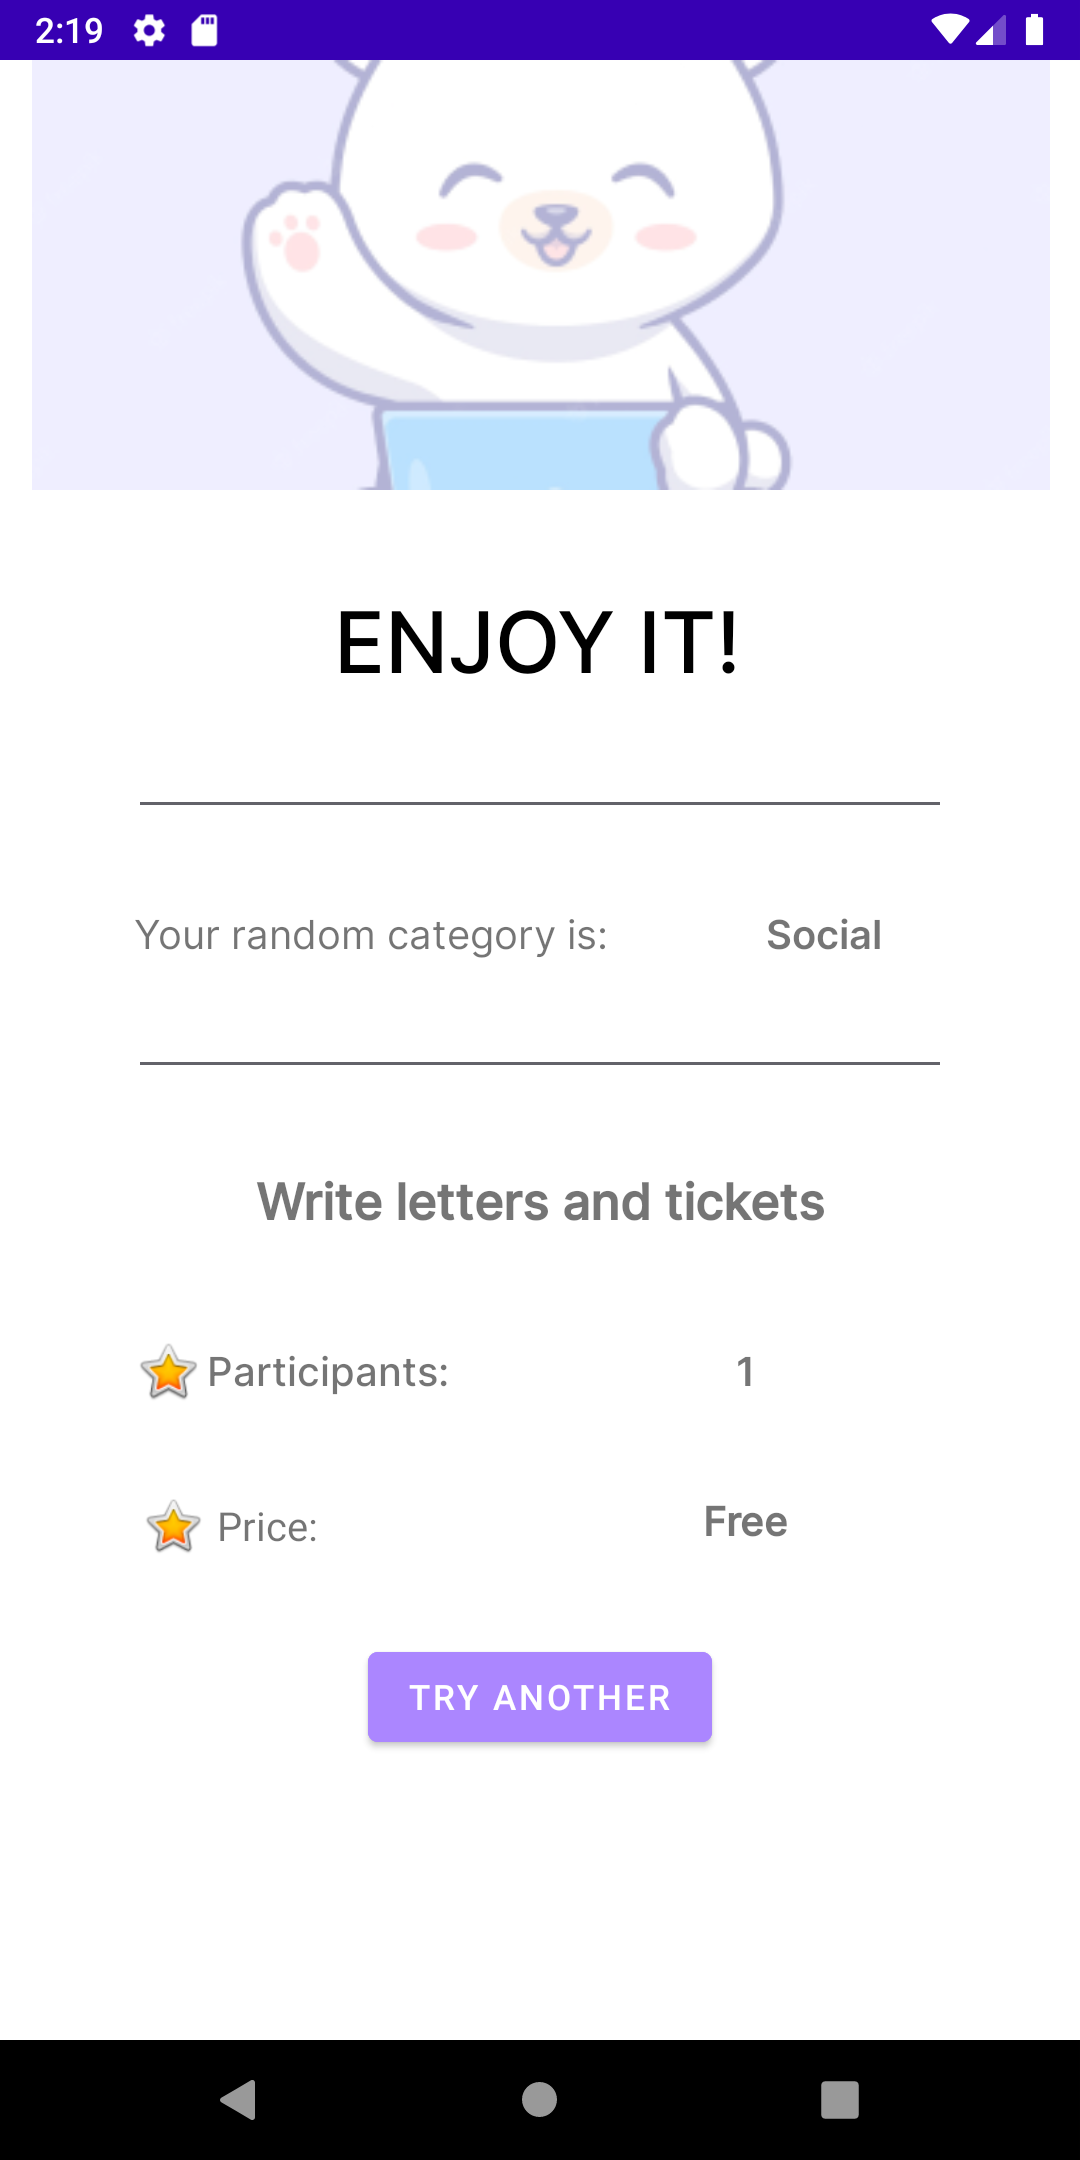 2:19
ENJOY IT!
Your random category is: Social
Write letters and tickets
Participants: 1
Price: Free
TRY ANOTHER